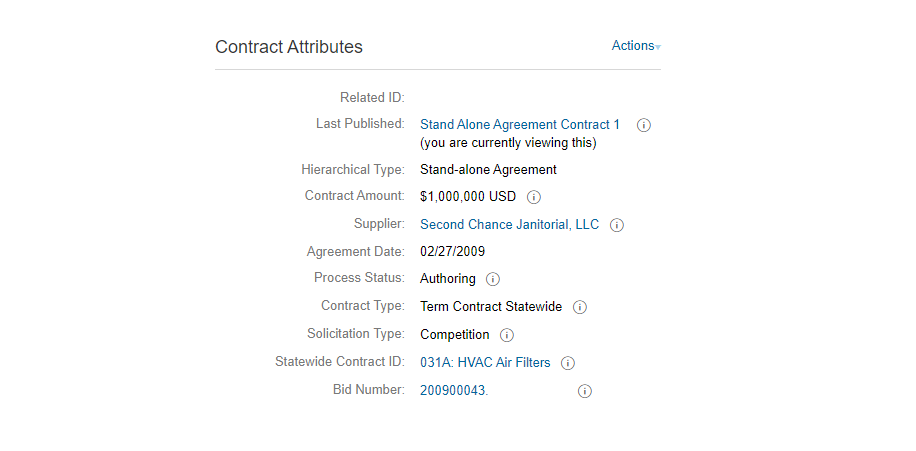 Contract Attributes
Actions
Related ID:
Last Published: Stand Alone Agreement Contract 1
(you are currently viewing this)
Hierarchical Type: Stand-alone Agreement
Contract Amount: $1,000,000 USD
Supplier: Second Chance Janitorial, LLC
Agreement Date: 02/27/2009
Process Status: Authoring
Contract Type: Term Contract Statewide
Solicitation Type: Competition
Statewide Contract ID: 031A: HVAC Air Filters
Bid Number: 200900043.